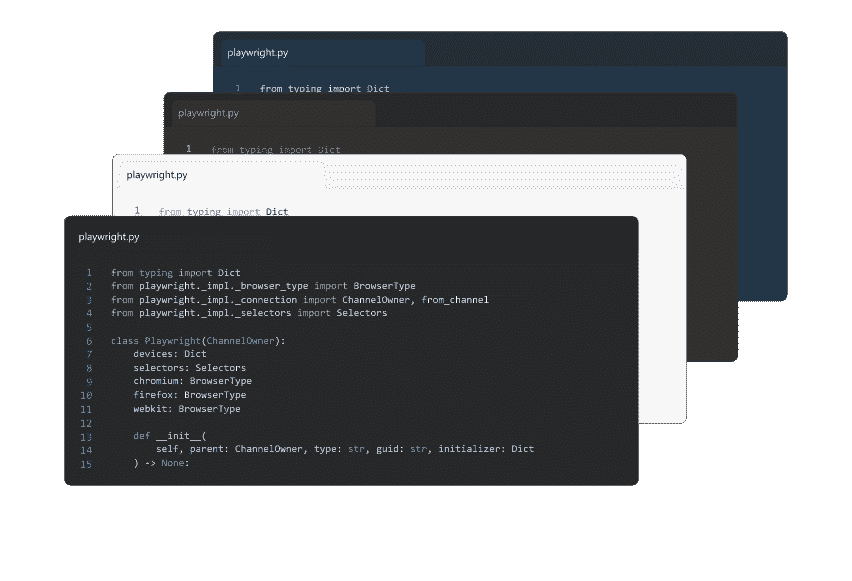 playwright.py
1 from typing import Dict
playwright.py
1 from typing import Dict
playwright.py
1 from typing import Dict
playwright.py
1 from typing import Dict
2 from playwright._impl._browser_type import BrowserType
3 from playwright._impl._connection import ChannelOwner, from_channel
4 from playwright._impl._selectors import Selectors
5
6 class Playwright(ChannelOwner):
7 devices: Dict
8 selectors: Selectors
9 chromium: BrowserType
10 firefox: BrowserType
11 webkit: BrowserType
12
13 def __init__(
14 self, parent: ChannelOwner, type: str, guid: str, initializer: Dict
15 ) -> None: